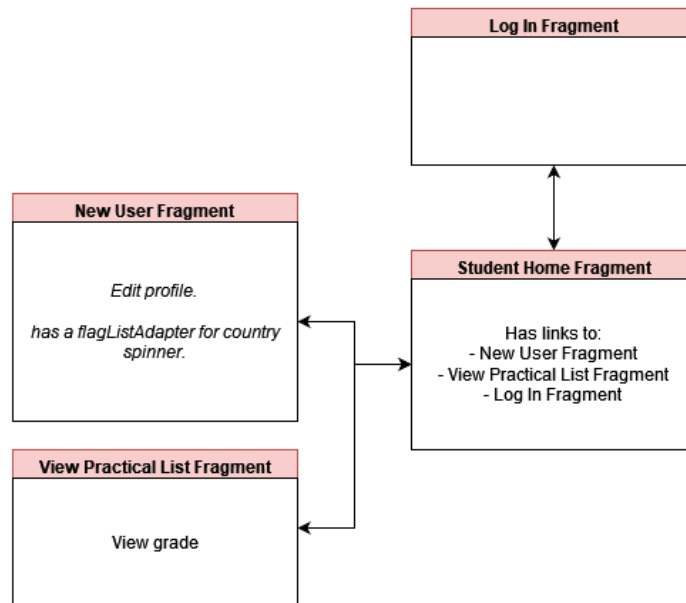 Log In Fragment
New User Fragment
Edit profile.
has a flagListAdapter for country
spinner.
Student Home Fragment
Has links to:
- New User Fragment
- View Practical List Fragment
- Log In Fragment
View Practical List Fragment
View grade